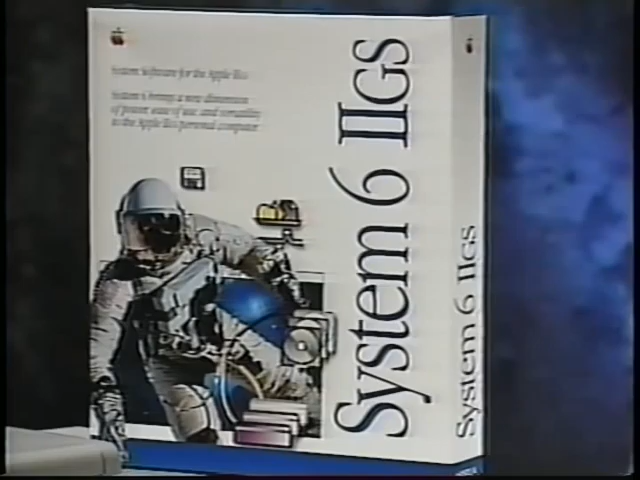 System Software for the Apple IIGS
System 6 brings a new dimension
of power, ease of use, and versatility
to the Apple IIGS personal computer.
System 6 IIGS
System 6 IIGS